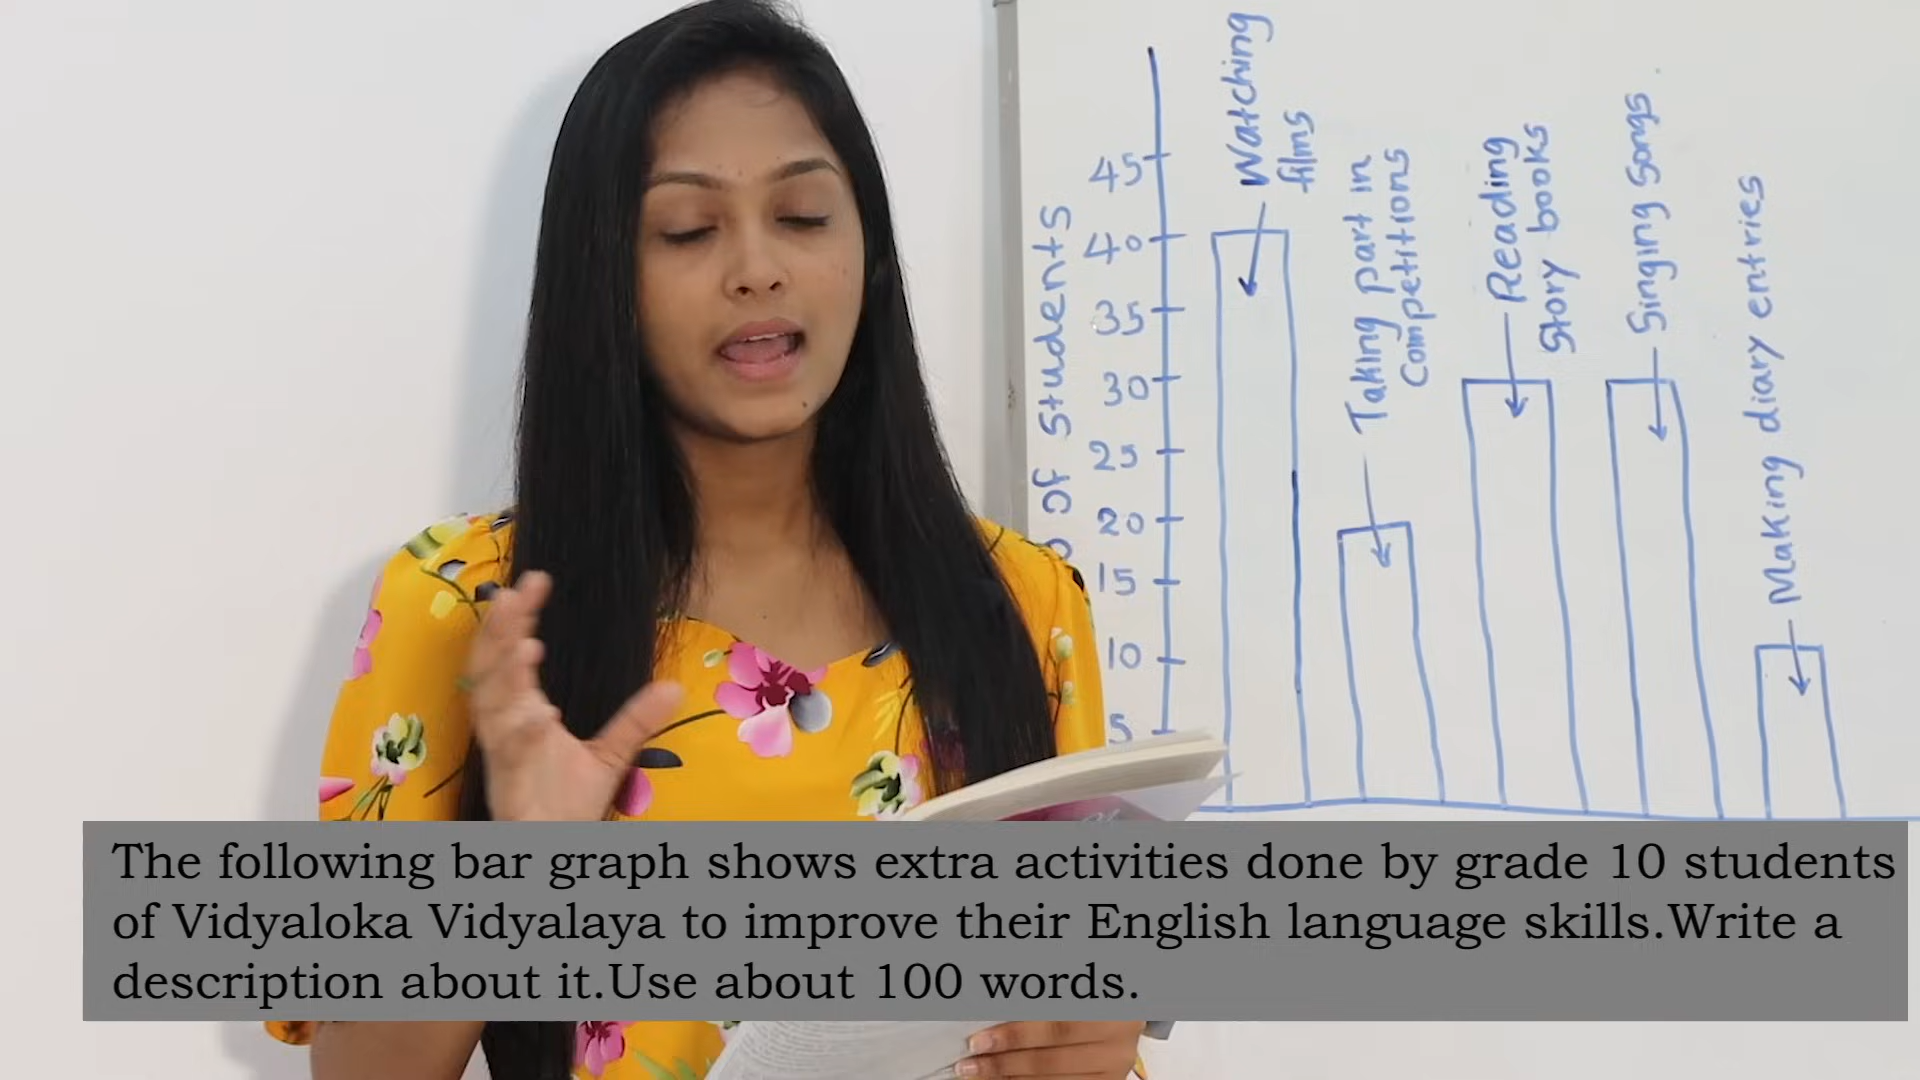 Watching
films
Taking part in
Competitions
Reading
Story books
Singing Songs
Making diary entries
of students
45
40
35
30
25
20
15
10
5
The following bar graph shows extra activities done by grade 10 students
of Vidyaloka Vidyalaya to improve their English language skills.Write a
description about it.Use about 100 words.